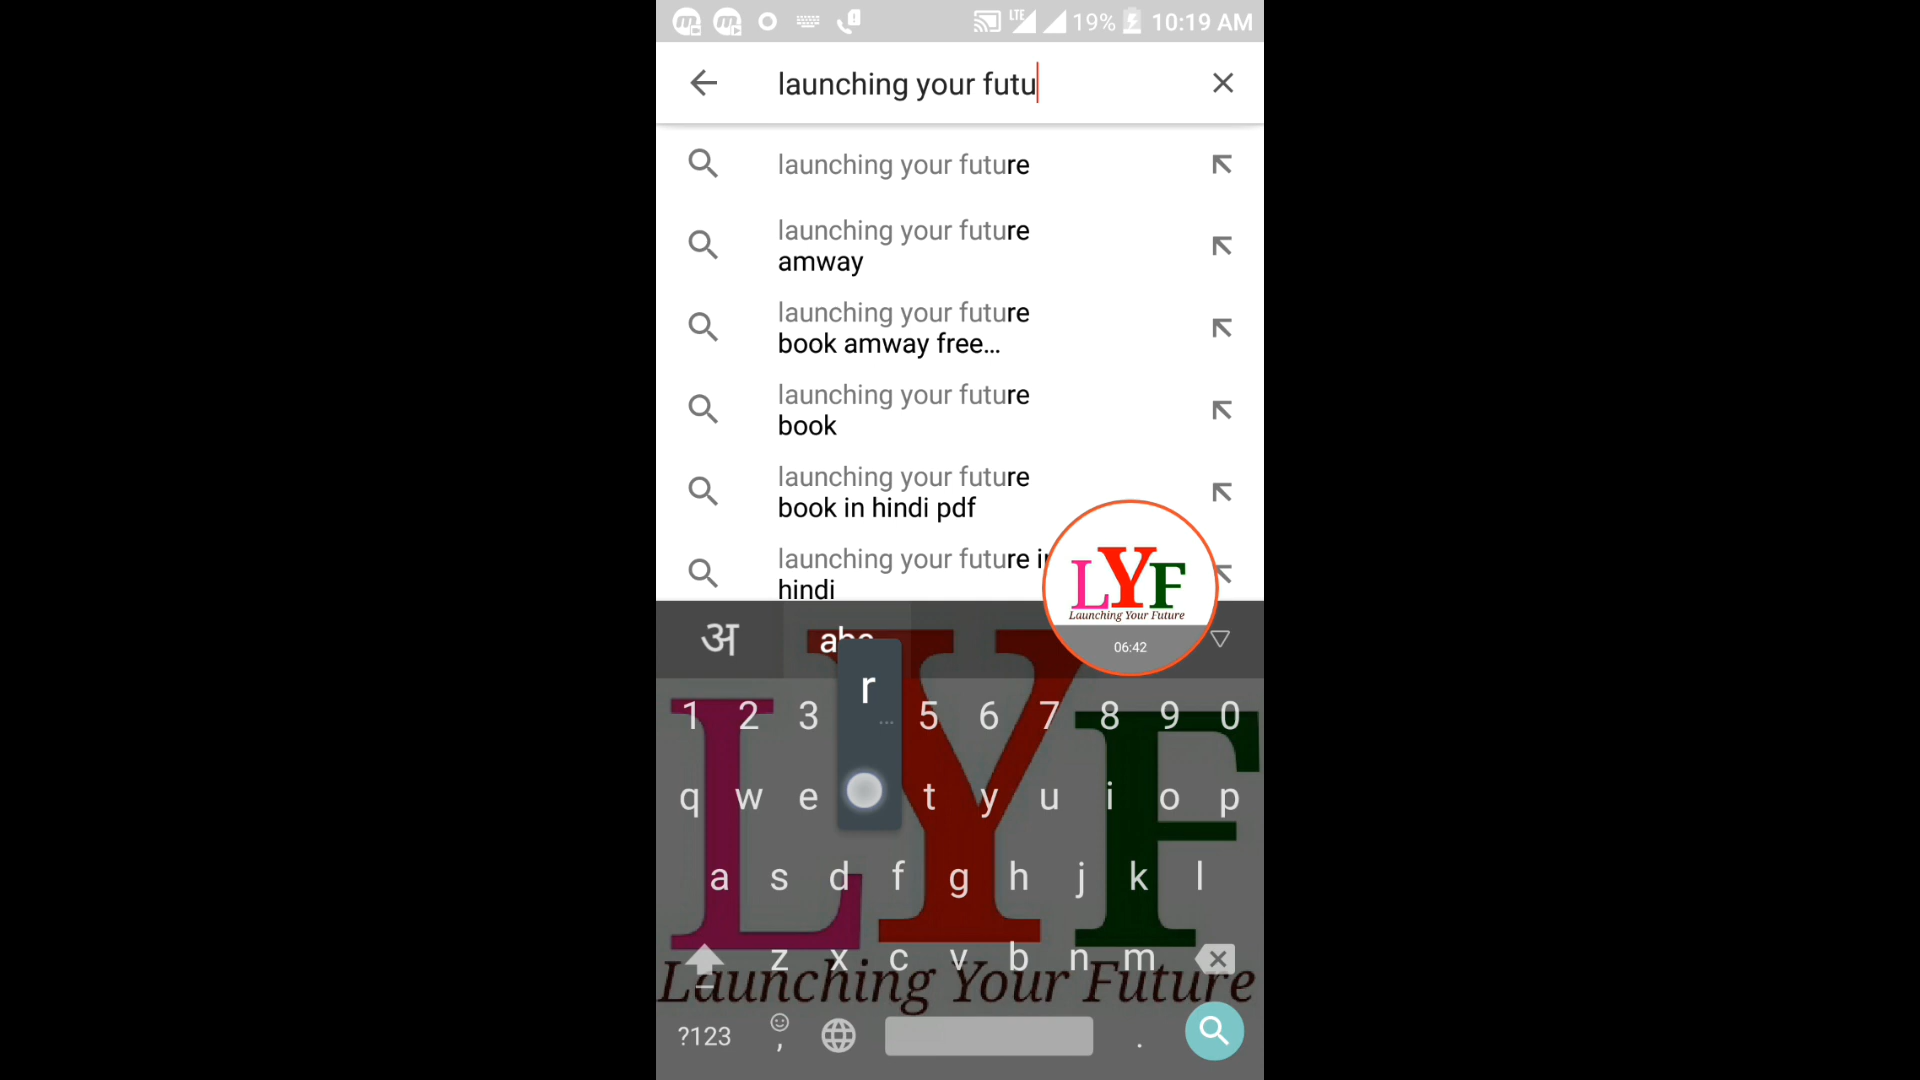 LTE 19% 10:19 AM
launching your futu
launching your future
launching your future
amway
launching your future
book amway free...
launching your future
book
launching your future
book in hindi pdf
launching your future
hindi
LYF
Launching Your Future
06:42
अ
r
1 2 3 5 6 7 8 9 0
q w e t y u i o p
a s d f g h j k l
z x c v b n m
LYF
Launching Your Future
?123 , .